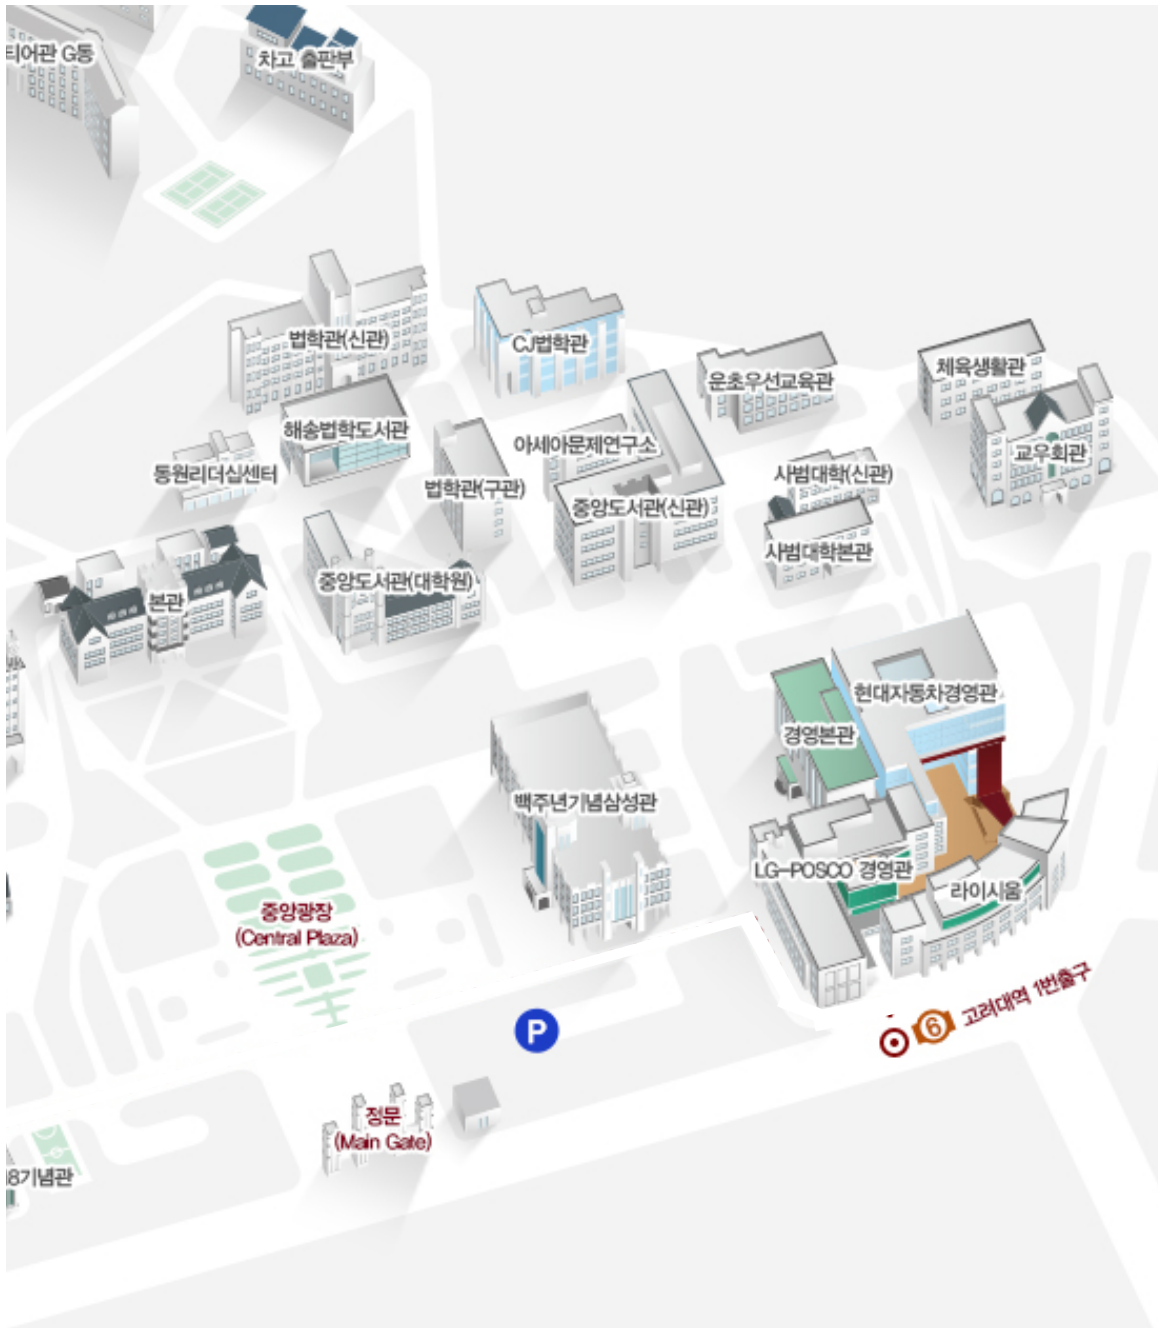 티어관 G동
차고 출판부
법학관(신관)
CJ법학관
운초우선교육관
체육생활관
해송법학도서관
아세아문제연구소
교우회관
동원리더십센터
법학관(구관)
사범대학(신관)
중앙도서관(신관)
사범대학본관
중앙도서관(대학원)
본관
현대자동차경영관
경영본관
백주년기념삼성관
LG-POSCO 경영관
라이시움
중앙광장
(Central Plaza)
P
6 고려대역 1번출구
정문
(Main Gate)
18기념관